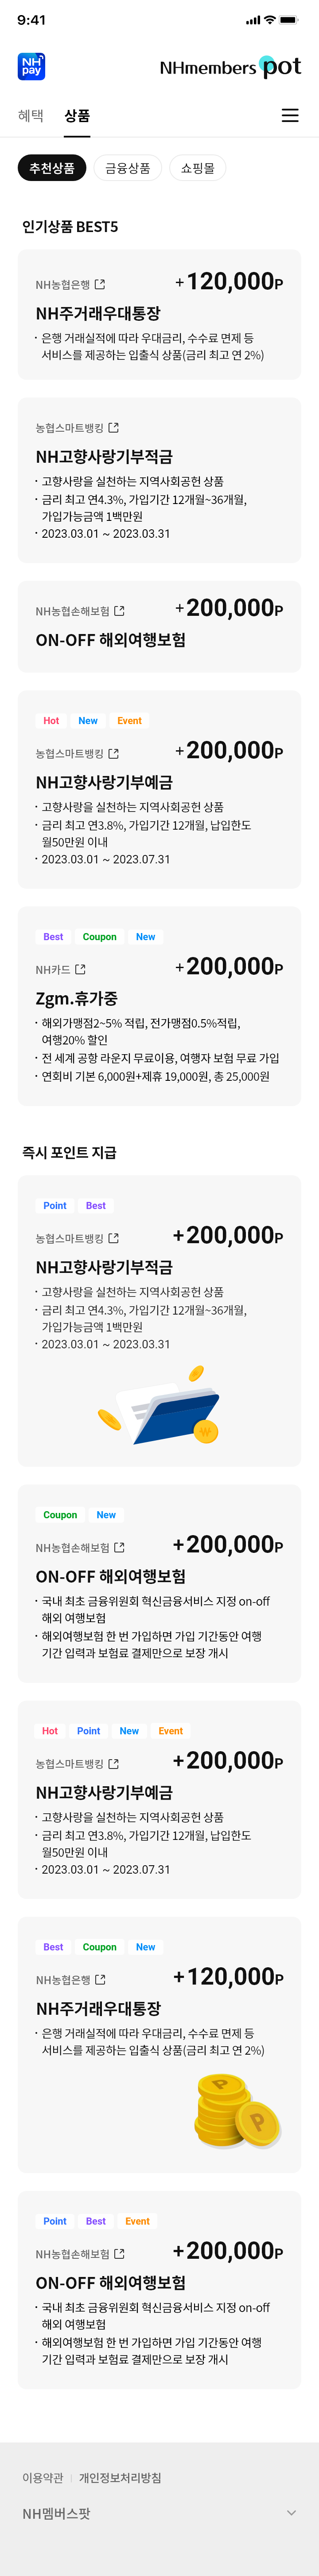 9:41
NH
pay
NHmembers pot
혜택 상품
추천상품 금융상품 쇼핑몰
인기상품 BEST5
NH농협은행 +120,000P
NH주거래우대통장
· 은행 거래실적에 따라 우대금리, 수수료 면제 등
서비스를 제공하는 입출식 상품(금리 최고 연 2%)
농협스마트뱅킹
NH고향사랑기부적금
· 고향사랑을 실천하는 지역사회공헌 상품
· 금리 최고 연4.3%, 가입기간 12개월~36개월,
가입가능금액 1백만원
· 2023.03.01 ~ 2023.03.31
NH농협손해보험 +200,000P
ON-OFF 해외여행보험
Hot New Event
농협스마트뱅킹 +200,000P
NH고향사랑기부예금
· 고향사랑을 실천하는 지역사회공헌 상품
· 금리 최고 연3.8%, 가입기간 12개월, 납입한도
월50만원 이내
· 2023.03.01 ~ 2023.07.31
Best Coupon New
NH카드 +200,000P
Zgm.휴가중
· 해외가맹점2~5% 적립, 전가맹점0.5%적립,
여행20% 할인
· 전 세계 공항 라운지 무료이용, 여행자 보험 무료 가입
· 연회비 기본 6,000원+제휴 19,000원, 총 25,000원
즉시 포인트 지급
Point Best
농협스마트뱅킹 +200,000P
NH고향사랑기부적금
· 고향사랑을 실천하는 지역사회공헌 상품
· 금리 최고 연4.3%, 가입기간 12개월~36개월,
가입가능금액 1백만원
· 2023.03.01 ~ 2023.03.31
₩
Coupon New
NH농협손해보험 +200,000P
ON-OFF 해외여행보험
· 국내 최초 금융위원회 혁신금융서비스 지정 on-off
해외 여행보험
· 해외여행보험 한 번 가입하면 가입 기간동안 여행
기간 입력과 보험료 결제만으로 보장 개시
Hot Point New Event
농협스마트뱅킹 +200,000P
NH고향사랑기부예금
· 고향사랑을 실천하는 지역사회공헌 상품
· 금리 최고 연3.8%, 가입기간 12개월, 납입한도
월50만원 이내
· 2023.03.01 ~ 2023.07.31
Best Coupon New
NH농협은행 +120,000P
NH주거래우대통장
· 은행 거래실적에 따라 우대금리, 수수료 면제 등
서비스를 제공하는 입출식 상품(금리 최고 연 2%)
P
P
Point Best Event
NH농협손해보험 +200,000P
ON-OFF 해외여행보험
· 국내 최초 금융위원회 혁신금융서비스 지정 on-off
해외 여행보험
· 해외여행보험 한 번 가입하면 가입 기간동안 여행
기간 입력과 보험료 결제만으로 보장 개시
이용약관 | 개인정보처리방침
NH멤버스팟